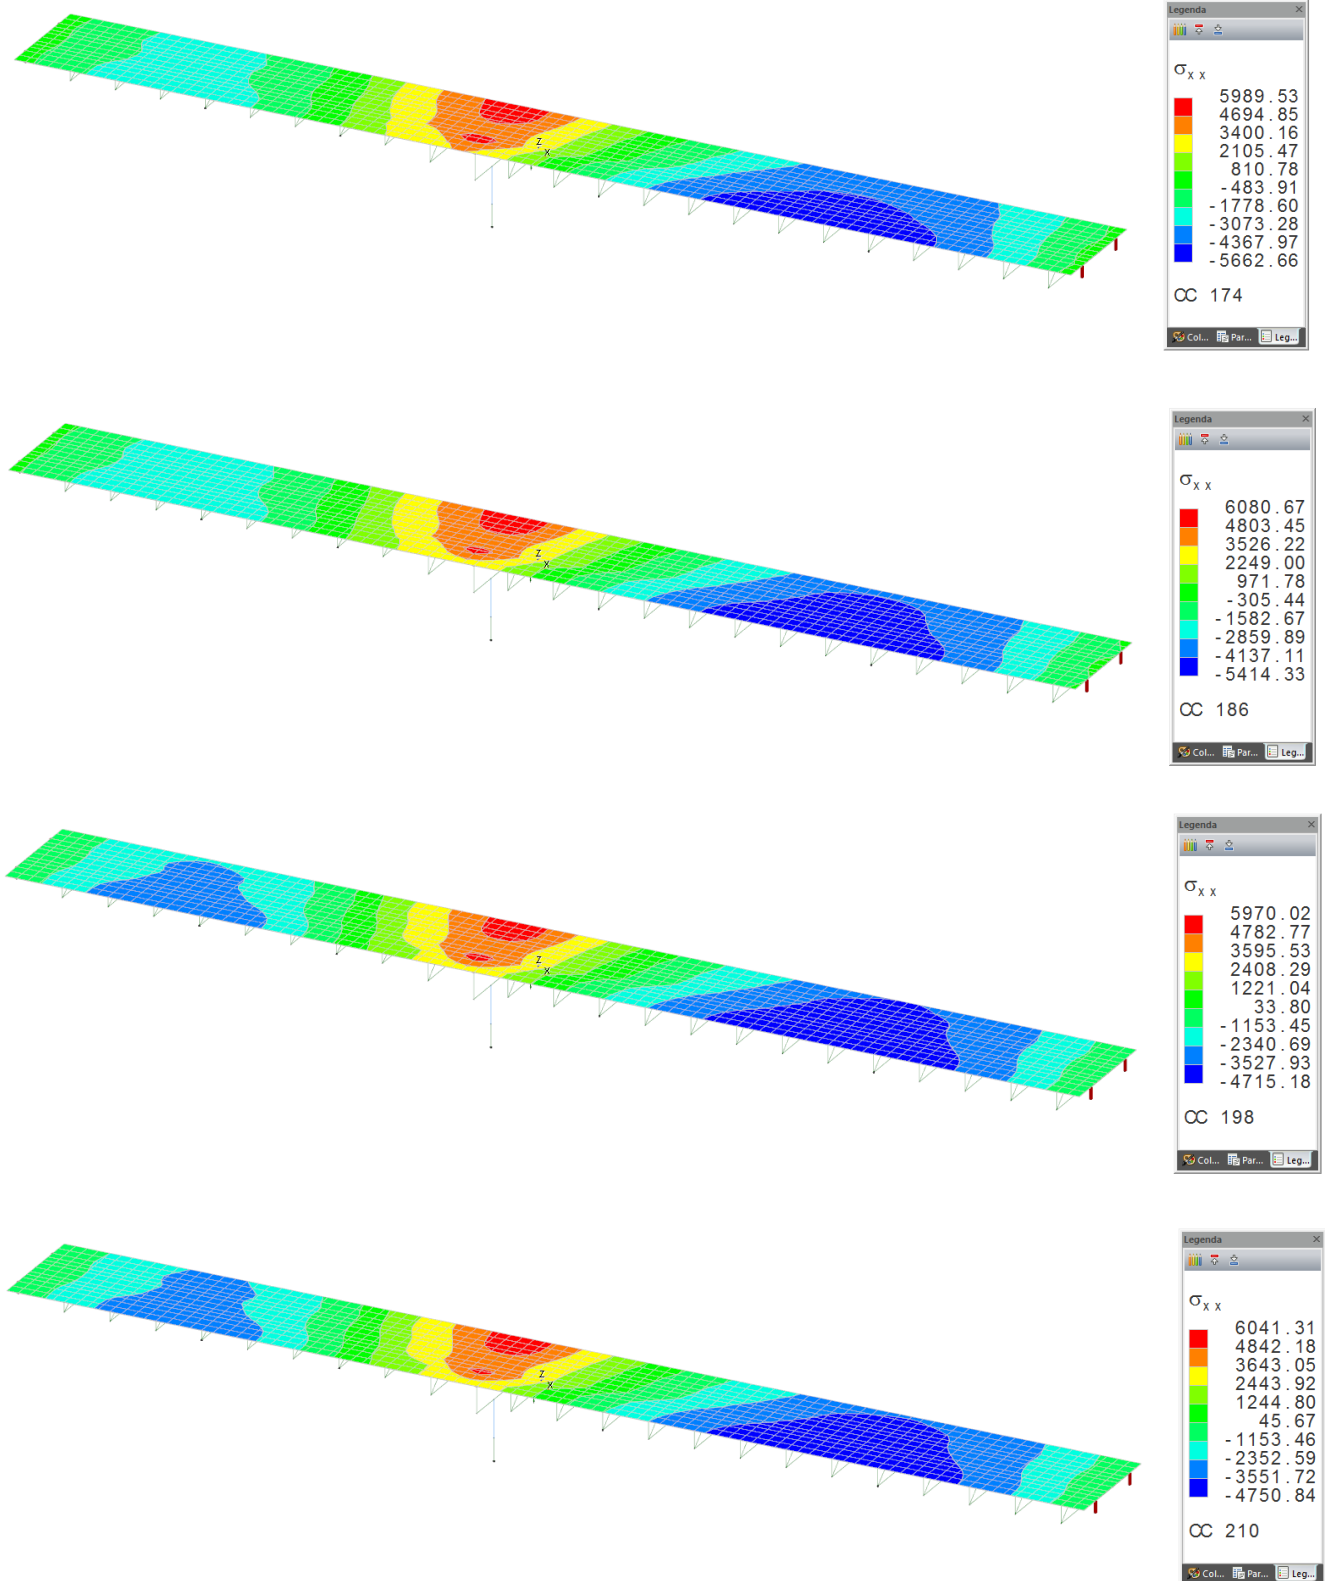 Legenda
σxx
5989.53
4694.85
3400.16
2105.47
810.78
-483.91
-1778.60
-3073.28
-4367.97
-5662.66
CC 174
Col... Par... Leg...
Z
X
Legenda
σxx
6080.67
4803.45
3526.22
2249.00
971.78
-305.44
-1582.67
-2859.89
-4137.11
-5414.33
CC 186
Col... Par... Leg...
Z
X
Legenda
σxx
5970.02
4782.77
3595.53
2408.29
1221.04
33.80
-1153.45
-2340.69
-3527.93
-4715.18
CC 198
Col... Par... Leg...
Z
X
Legenda
σxx
6041.31
4842.18
3643.05
2443.92
1244.80
45.67
-1153.46
-2352.59
-3551.72
-4750.84
CC 210
Col... Par... Leg...
Z
X